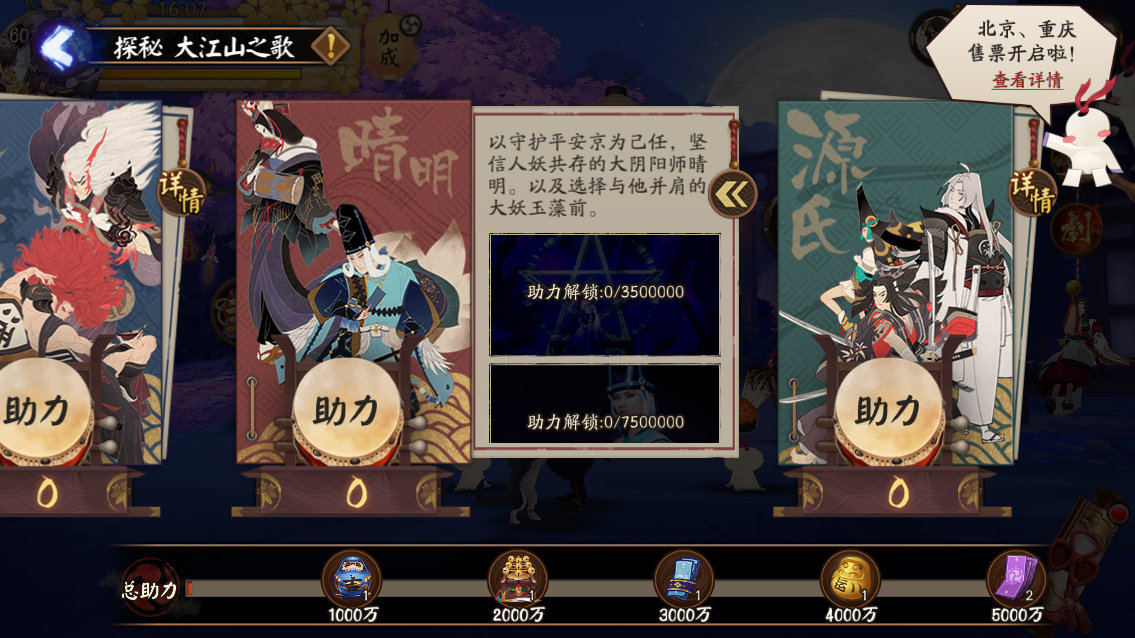 16:07
60
探秘 大江山之歌
加成
北京、重庆
售票开启啦！
查看详情
详情
晴明
以守护平安京为己任，坚
信人妖共存的大阴阳师晴
明。以及选择与他并肩的
大妖玉藻前。
助力解锁:0/3500000
助力解锁:0/7500000
源氏
详情
劇
助力
助力
助力
0
0
0
总助力
1
1
1
1
2
1000万
2000万
3000万
4000万
5000万